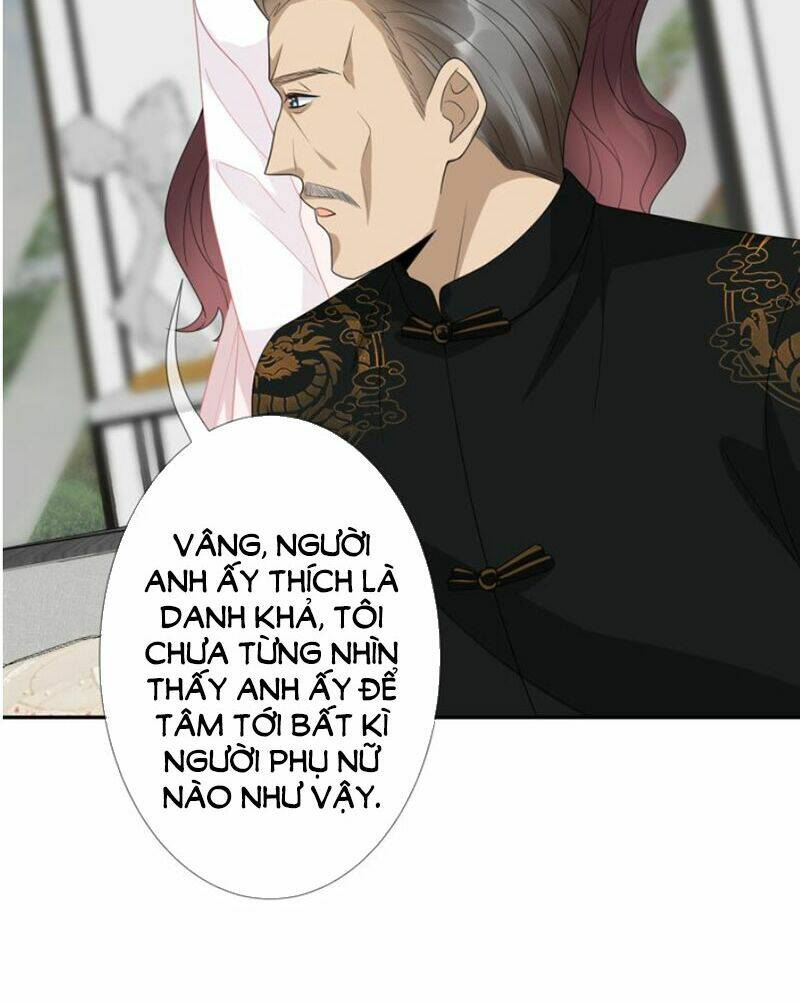 VÂNG, NGƯỜI
ANH ẤY THÍCH LÀ
DANH KHẢ, TÔI
CHƯA TỪNG NHÌN
THẤY ANH ẤY ĐỂ
TÂM TỚI BẤT KÌ
NGƯỜI PHỤ NỮ
NÀO NHƯ VẬY.